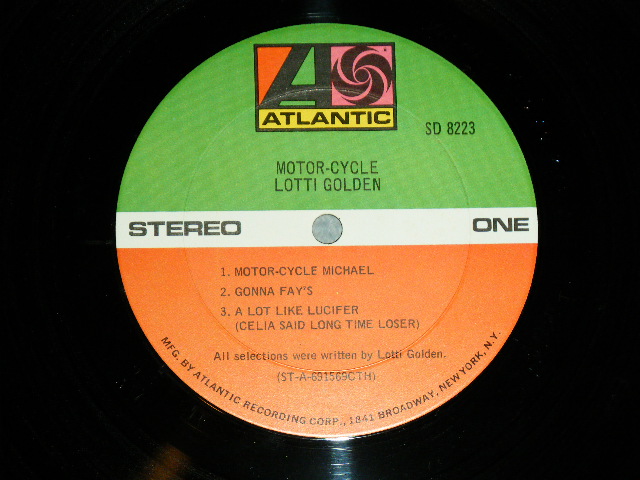 ATLANTIC
SD 8223
MOTOR-CYCLE
LOTTI GOLDEN
STEREO
ONE
1. MOTOR-CYCLE MICHAEL
2. GONNA FAY'S
3. A LOT LIKE LUCIFER
(CELIA SAID LONG TIME LOSER)
All selections were written by Lotti Golden.
(ST-A-691569CTH)
MFG. BY ATLANTIC RECORDING CORP., 1841 BROADWAY, NEW YORK, N.Y.